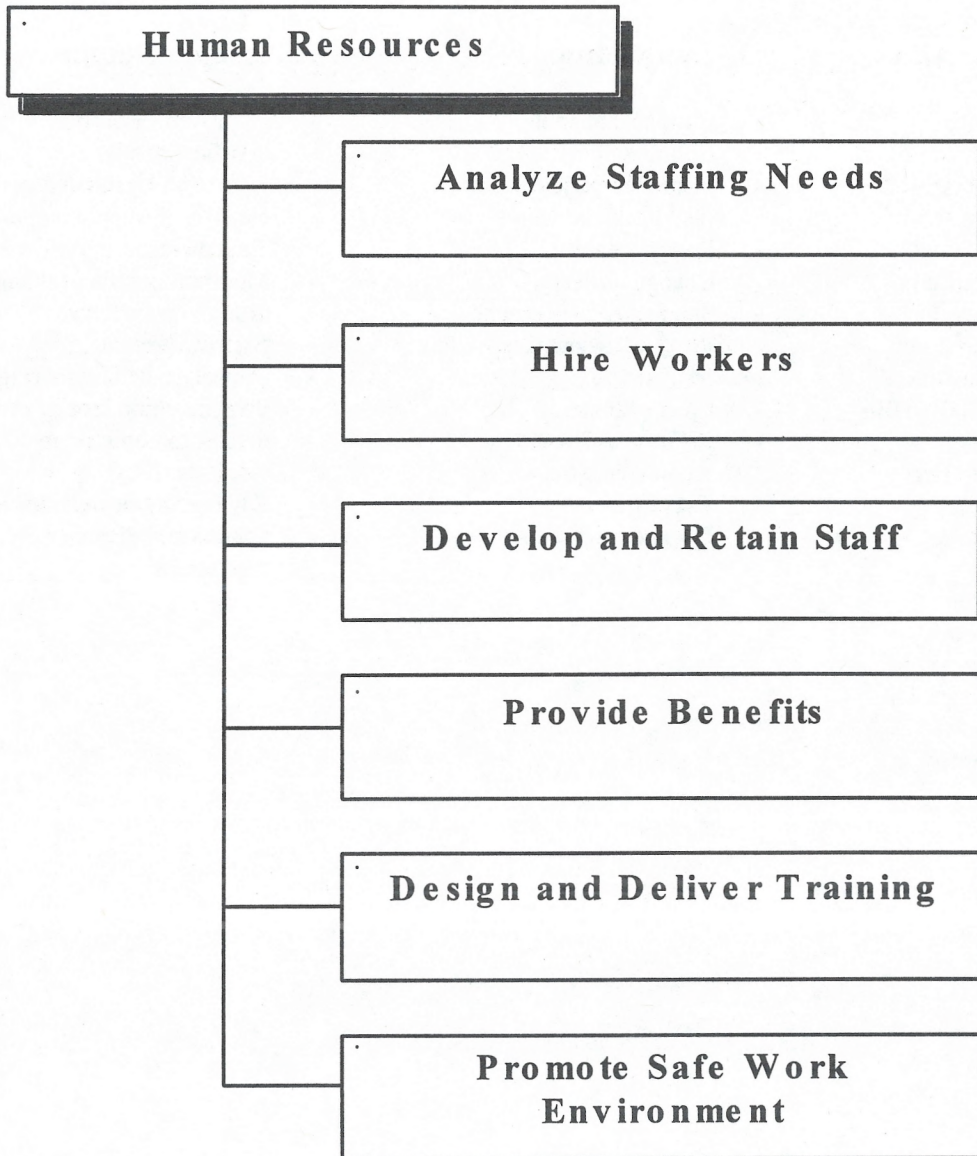 Human Resources
Analyze Staffing Needs
Hire Workers
Develop and Retain Staff
Provide Benefits
Design and Deliver Training
Promote Safe Work
Environment